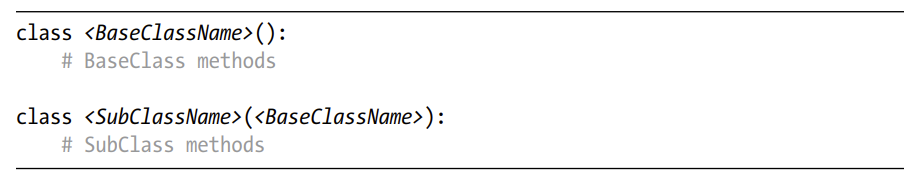 class <BaseClassName>():
    # BaseClass methods
class <SubClassName>(<BaseClassName>):
    # SubClass methods